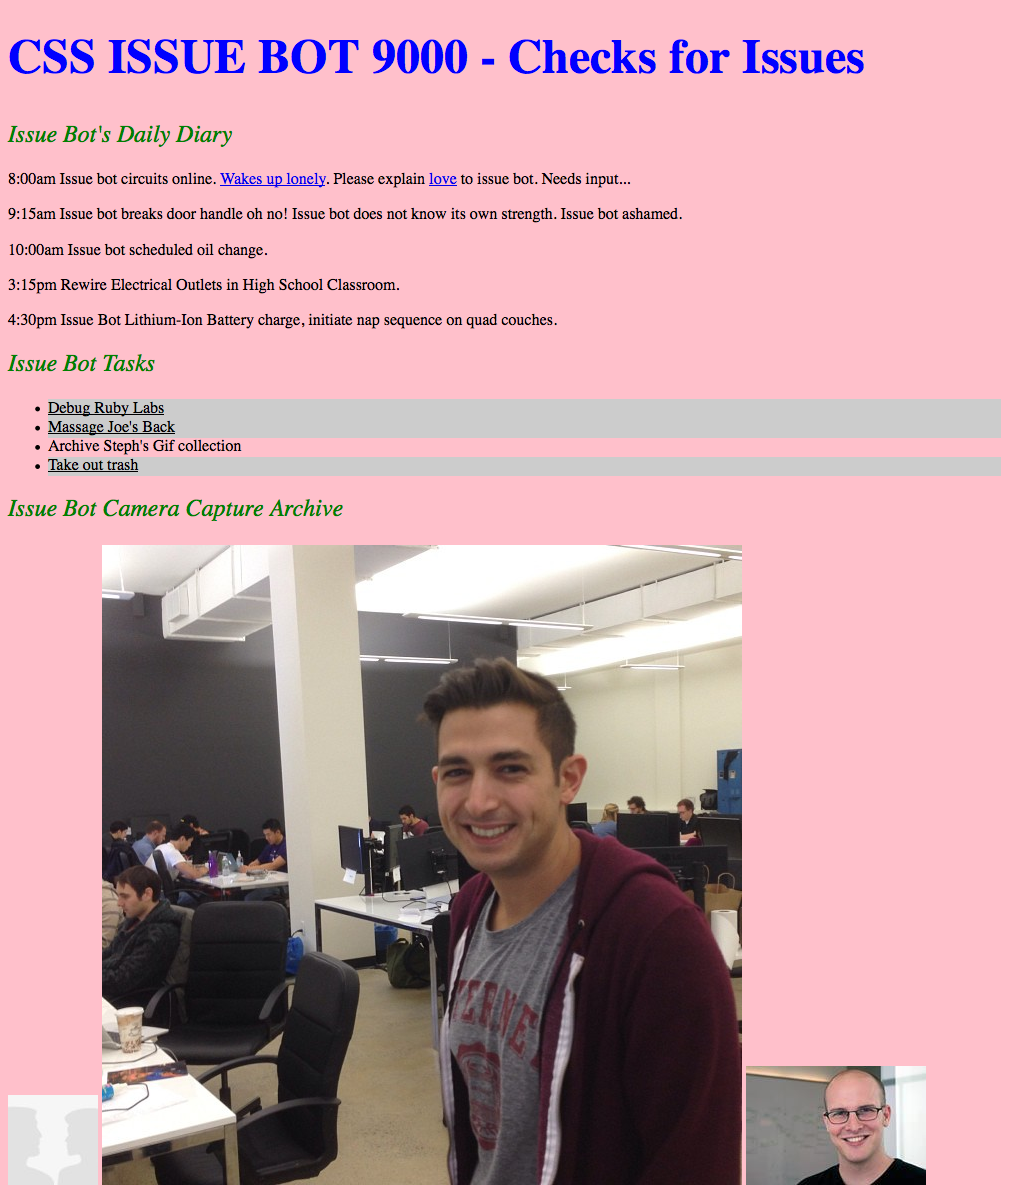 CSS ISSUE BOT 9000 - Checks for Issues
Issue Bot's Daily Diary
8:00am Issue bot circuits online. Wakes up lonely. Please explain love to issue bot. Needs input...
9:15am Issue bot breaks door handle oh no! Issue bot does not know its own strength. Issue bot ashamed.
10:00am Issue bot scheduled oil change.
3:15pm Rewire Electrical Outlets in High School Classroom.
4:30pm Issue Bot Lithium-Ion Battery charge, initiate nap sequence on quad couches.
Issue Bot Tasks
Debug Ruby Labs
Massage Joe's Back
Archive Steph's Gif collection
Take out trash
Issue Bot Camera Capture Archive